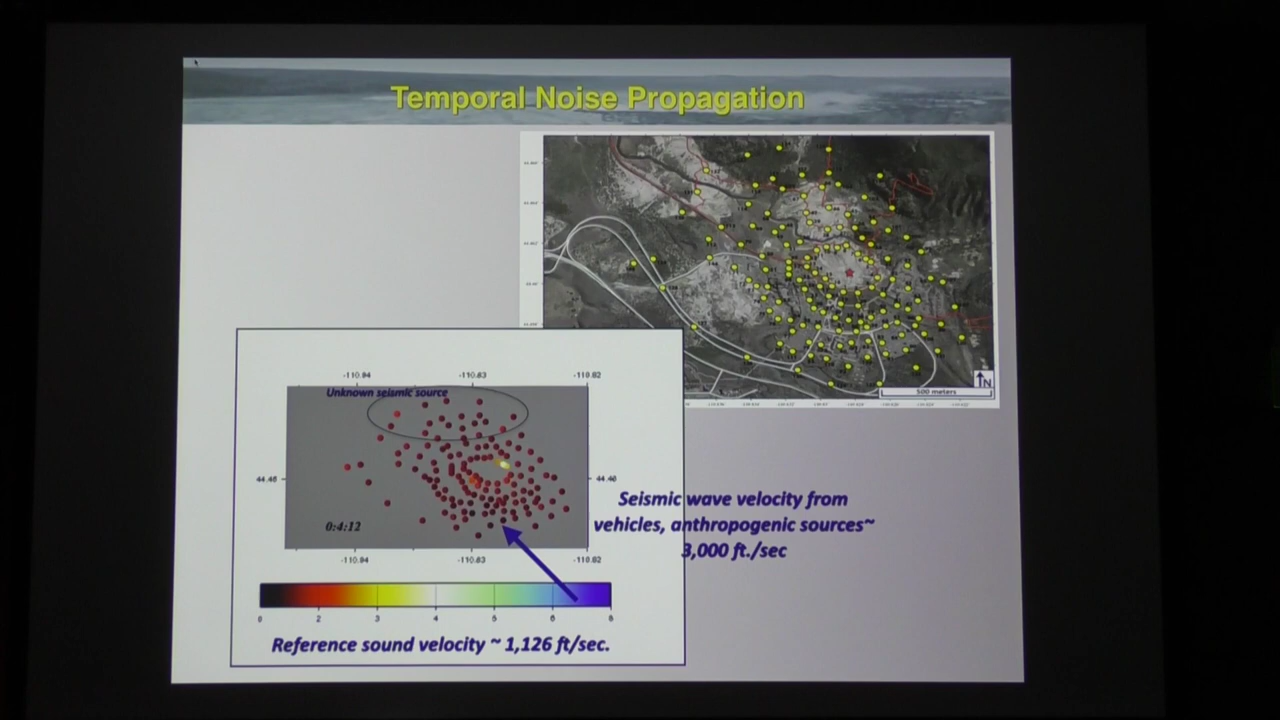 Temporal Noise Propagation
500 meters
N
-110.84
-110.83
-110.82
Unknown seismic source
44.46
44.46
0:4:12
-110.84
-110.83
-110.82
0
2
3
4
5
6
8
Reference sound velocity ~ 1,126 ft/sec.
Seismic wave velocity from
vehicles, anthropogenic sources~
3,000 ft./sec